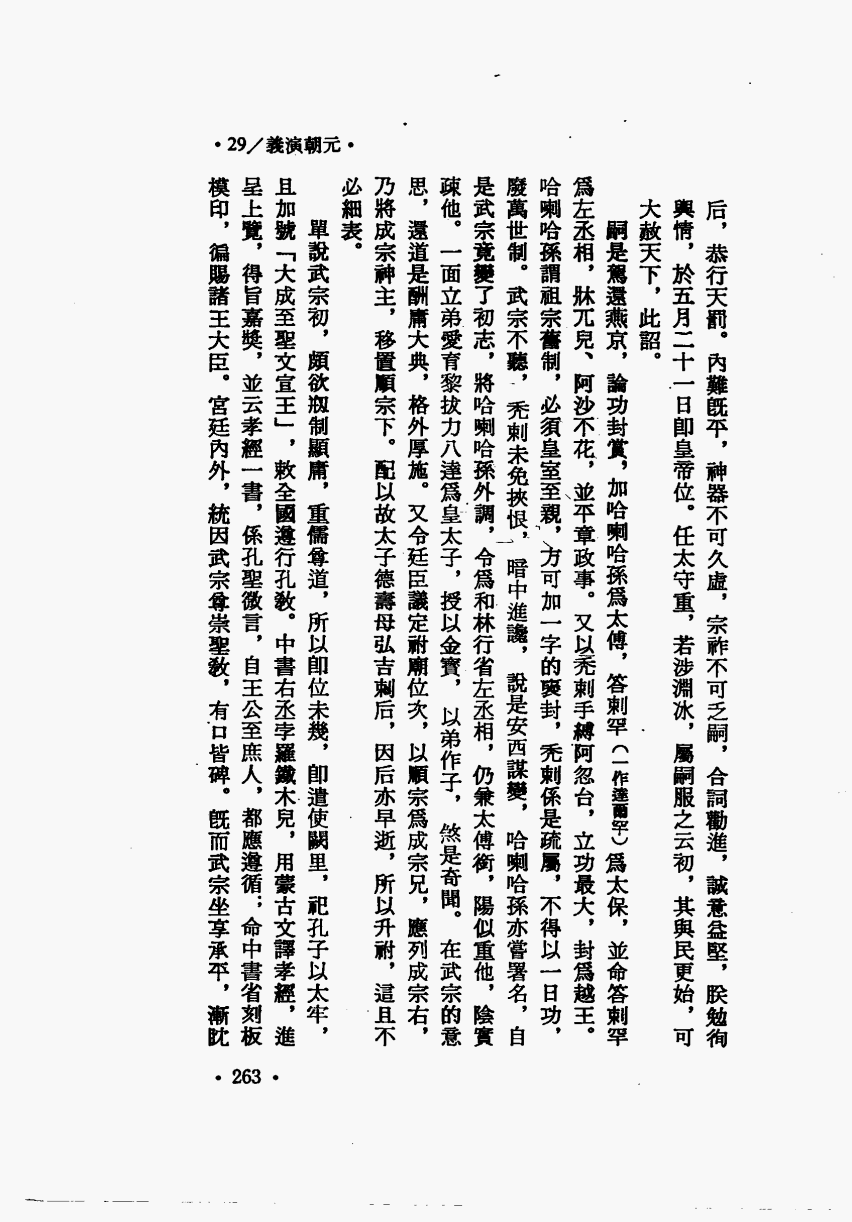 •29/義演朝元•
后，恭行天罰。內難旣平，神器不可久虛，宗祚不可乏嗣，合詞勸進，誠意益堅，朕勉徇
輿情，於五月二十一日卽皇帝位。任太守重，若涉淵冰，屬嗣服之云初，其與民更始，可
大赦天下，此詔。
嗣是駕還燕京，論功封賞，加哈喇哈孫爲太傅，答剌罕（一作達爾罕）爲太保，並命答剌罕
爲左丞相，牀兀兒、阿沙不花，並平章政事。又以禿剌手縛阿忽台，立功最大，封爲越王。
哈喇哈孫謂祖宗舊制，必須皇室至親，方可加一字的褒封，禿剌係是疏屬，不得以一日功，
廢萬世制。武宗不聽，禿剌未免挾恨，暗中進讒，說是安西謀變，哈喇哈孫亦嘗署名，自
是武宗竟變了初志，將哈喇哈孫外調，令爲和林行省左丞相，仍兼太傅銜，陽似重他，陰實
疎他。一面立弟愛育黎拔力八達爲皇太子，授以金寶，以弟作子，煞是奇聞。在武宗的意
思，還道是酬庸大典，格外厚施。又令廷臣議定祔廟位次，以順宗爲成宗兄，應列成宗右，
乃將成宗神主，移置順宗下。配以故太子德壽母弘吉剌后，因后亦早逝，所以升祔，這且不
必細表。
單說武宗初，頗欲剏制顯庸，重儒尊道，所以卽位未幾，卽遣使闕里，祀孔子以太牢，
且加號「大成至聖文宣王」，敕全國遵行孔敎。中書右丞孛羅鐵木兒，用蒙古文譯孝經，進
呈上覽，得旨嘉獎，並云孝經一書，係孔聖微言，自王公至庶人，都應遵循；命中書省刻板
模印，徧賜諸王大臣。宮廷內外，統因武宗尊崇聖敎，有口皆碑。旣而武宗坐享承平，漸眈
•263•